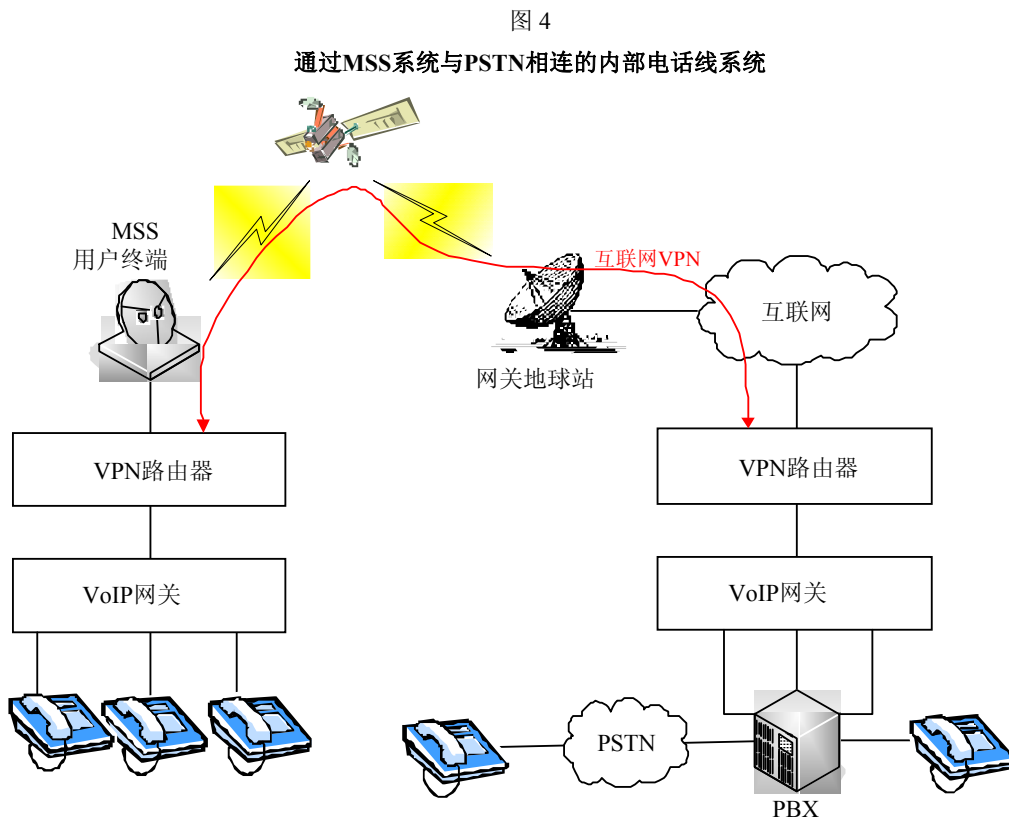 图 4
通过MSS系统与PSTN相连的内部电话线系统
MSS
用户终端
互联网VPN
互联网
网关地球站
VPN路由器
VPN路由器
VoIP网关
VoIP网关
PSTN
PBX